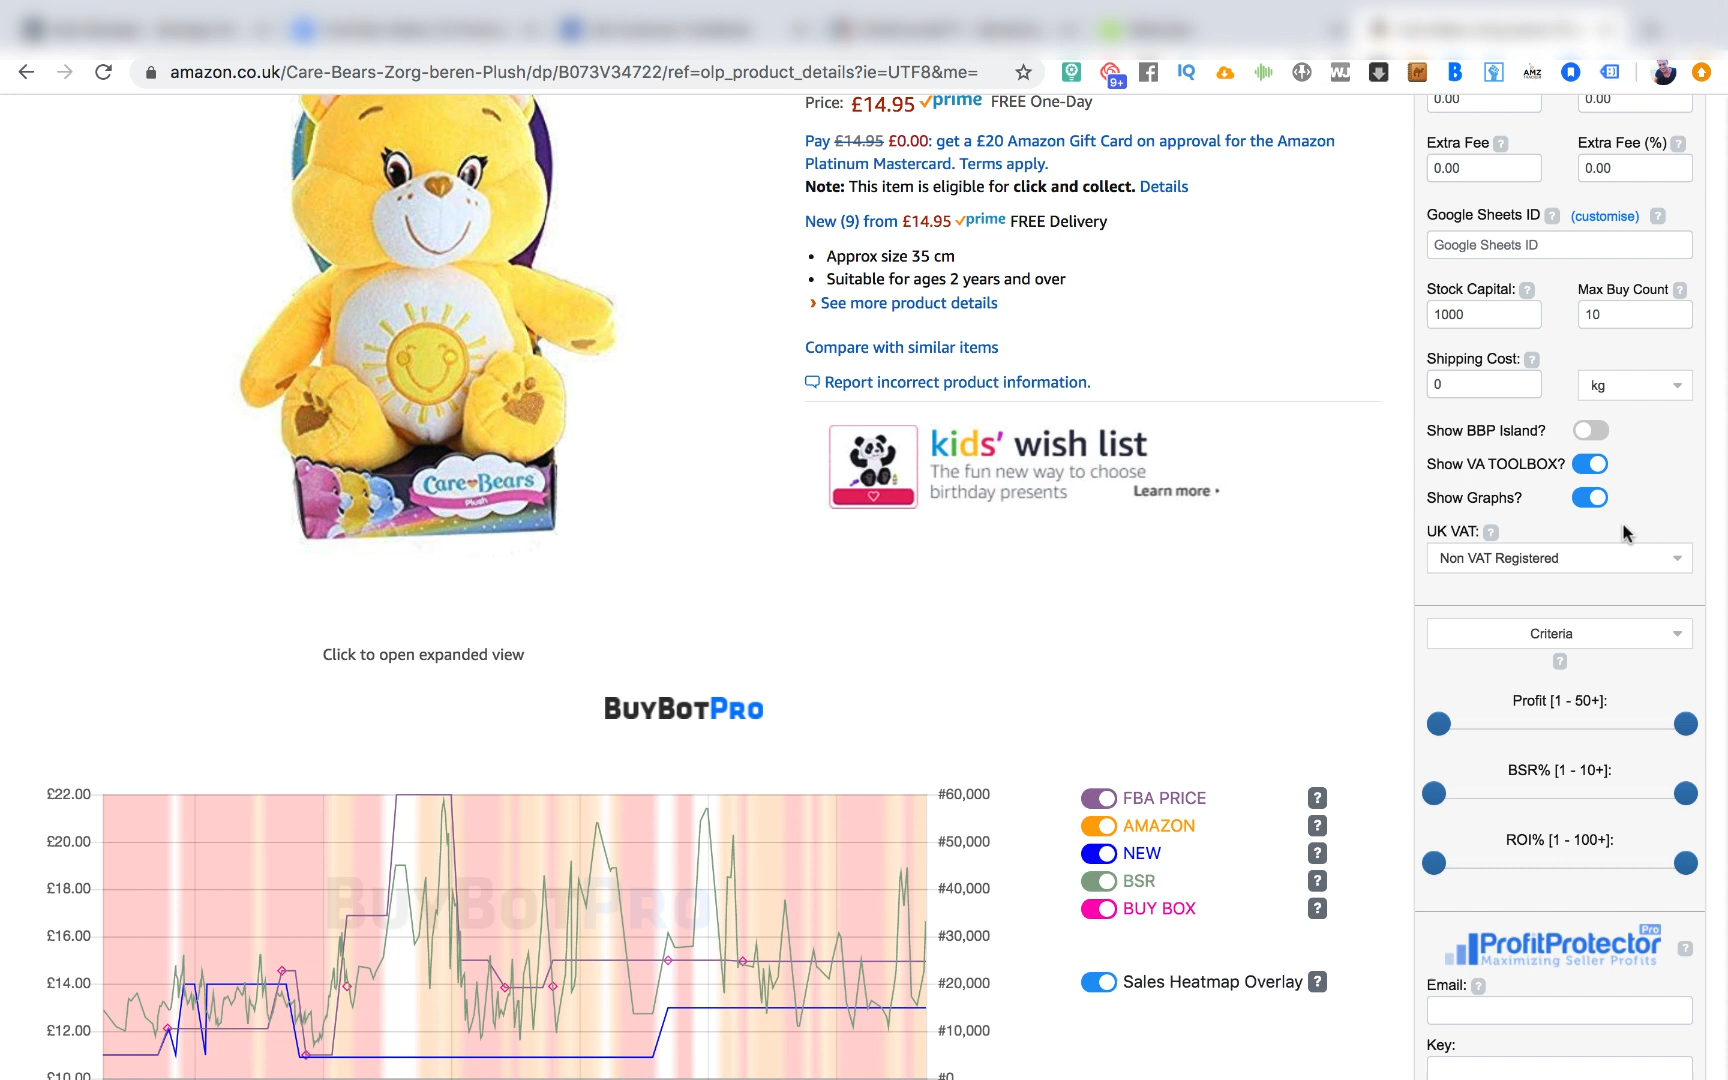 amazon.co.uk/Care-Bears-Zorg-beren-Plush/dp/B073V34722/ref=olp_product_details?ie=UTF8&me=
9+
IQ
WJ
B
AMZ
Price: £14.95 prime FREE One-Day
Pay £14.95 £0.00: get a £20 Amazon Gift Card on approval for the Amazon
Platinum Mastercard. Terms apply.
Note: This item is eligible for click and collect. Details
New (9) from £14.95 prime FREE Delivery
• Approx size 35 cm
• Suitable for ages 2 years and over
› See more product details
Compare with similar items
Report incorrect product information.
kids' wish list
The fun new way to choose
birthday presents
Learn more
Care Bears
Plush
Click to open expanded view
BUYBOTPRO
£22.00
£20.00
£18.00
£16.00
£14.00
£12.00
£10.00
BUYBOTPRO
#60,000
#50,000
#40,000
#30,000
#20,000
#10,000
#0
FBA PRICE ?
AMAZON ?
NEW ?
BSR ?
BUY BOX ?
Sales Heatmap Overlay ?
0.00 0.00
Extra Fee ? Extra Fee (%) ?
0.00 0.00
Google Sheets ID ? (customise) ?
Google Sheets ID
Stock Capital: ? Max Buy Count ?
1000 10
Shipping Cost: ?
0 kg
Show BBP Island?
Show VA TOOLBOX?
Show Graphs?
UK VAT: ?
Non VAT Registered
Criteria
?
Profit [1 - 50+]:
BSR% [1 - 10+]:
ROI% [1 - 100+]:
ProfitProtector Pro ?
Maximizing Seller Profits
Email: ?
Key: